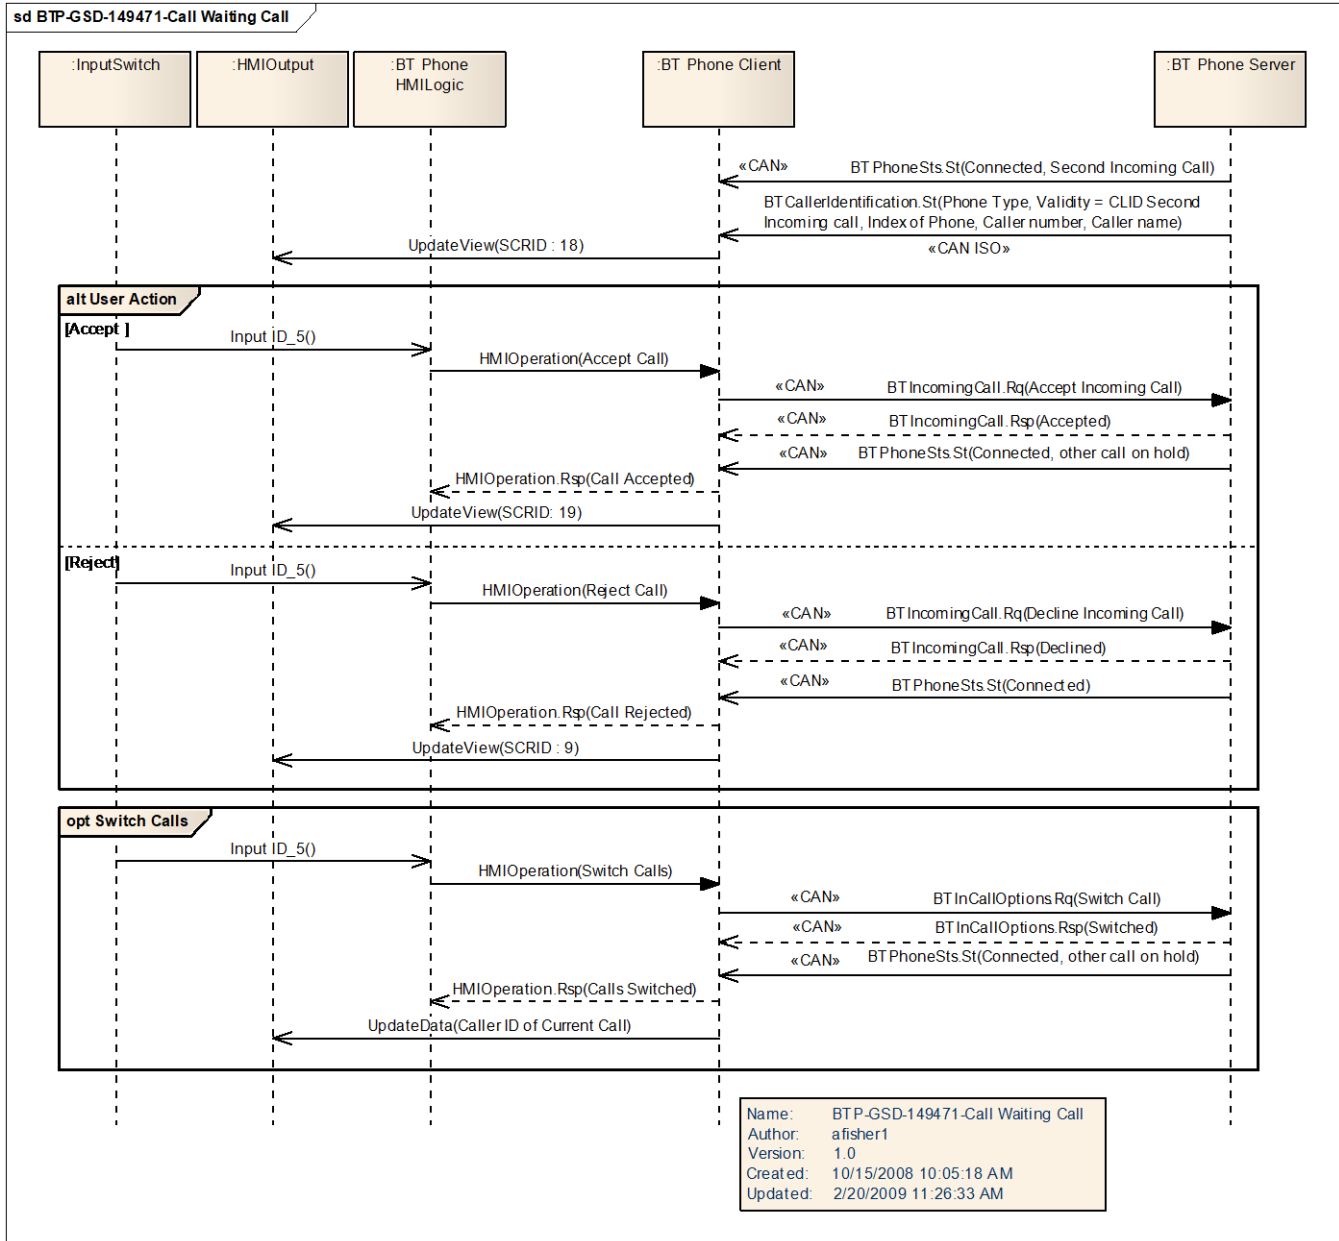 sd BTP-GSD-149471-Call Waiting Call
:InputSwitch
:HMIOutput
:BT Phone
HMILogic
:BT Phone Client
:BT Phone Server
«CAN» BTPhoneSts.St(Connected, Second Incoming Call)
BTCallerIdentification.St(Phone Type, Validity = CLID Second
Incoming call, Index of Phone, Caller number, Caller name)
UpdateView(SCRID : 18)
«CAN ISO»
alt User Action
[Accept ]
Input ID_5()
HMIOperation(Accept Call)
«CAN» BTIncomingCall.Rq(Accept Incoming Call)
«CAN» BTIncomingCall.Rsp(Accepted)
«CAN» BTPhoneSts.St(Connected, other call on hold)
HMIOperation.Rsp(Call Accepted)
UpdateView(SCRID: 19)
[Reject]
Input ID_5()
HMIOperation(Reject Call)
«CAN» BTIncomingCall.Rq(Decline Incoming Call)
«CAN» BTIncomingCall.Rsp(Declined)
«CAN» BTPhoneSts.St(Connected)
HMIOperation.Rsp(Call Rejected)
UpdateView(SCRID : 9)
opt Switch Calls
Input ID_5()
HMIOperation(Switch Calls)
«CAN» BTInCallOptions.Rq(Switch Call)
«CAN» BTInCallOptions.Rsp(Switched)
«CAN» BTPhoneSts.St(Connected, other call on hold)
HMIOperation.Rsp(Calls Switched)
UpdateData(Caller ID of Current Call)
Name: BTP-GSD-149471-Call Waiting Call
Author: afisher1
Version: 1.0
Created: 10/15/2008 10:05:18 AM
Updated: 2/20/2009 11:26:33 AM